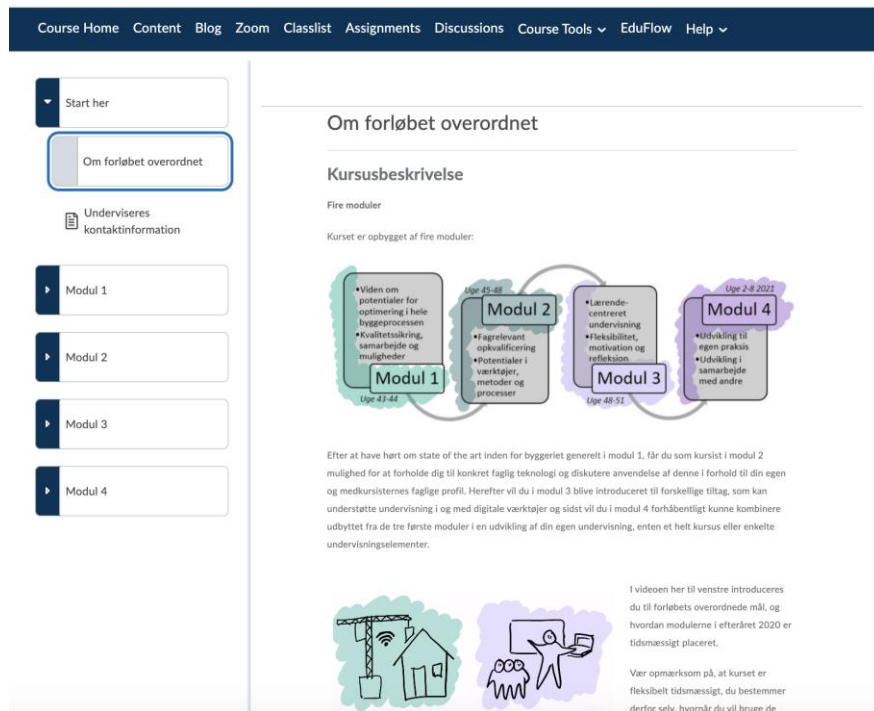 Course Home Content Blog Zoom Classlist Assignments Discussions Course Tools EduFlow Help
Start her
Om forløbet overordnet
Underviseres
kontaktinformation
Modul 1
Modul 2
Modul 3
Modul 4
Om forløbet overordnet
Kursusbeskrivelse
Fire moduler
Kurset er opbygget af fire moduler:
•Viden om
potentialer for
optimering i hele
byggeprocessen
•Kvalitetssikring,
samarbejde og
muligheder
Modul 1
Uge 43-44
Uge 45-48
Modul 2
•Fagrelevant
opkvalificering
•Potentialer i
værktøjer,
metoder og
processer
•Lærende-
centreret
undervisning
•Fleksibilitet,
motivation og
refleksion
Modul 3
Uge 48-51
Uge 2-8 2021
Modul 4
•Udvikling til
egen praksis
•Udvikling i
samarbejde
med andre
Efter at have hørt om state of the art inden for byggeriet generelt i modul 1, får du som kursist i modul 2
mulighed for at forholde dig til konkret faglig teknologi og diskutere anvendelse af denne i forhold til din egen
og medkursisternes faglige profil. Herefter vil du i modul 3 blive introduceret til forskellige tiltag, som kan
understøtte undervisning i og med digitale værktøjer og sidst vil du i modul 4 forhåbentligt kunne kombinere
udbyttet fra de tre første moduler i en udvikling af din egen undervisning, enten et helt kursus eller enkelte
undervisningselementer.
I videoen her til venstre introduceres
du til forløbets overordnede mål, og
hvordan modulerne i efteråret 2020 er
tidsmæssigt placeret.
Vær opmærksom på, at kurset er
fleksibelt tidsmæssigt, du bestemmer
derfor selv, hvornår du vil bruge de